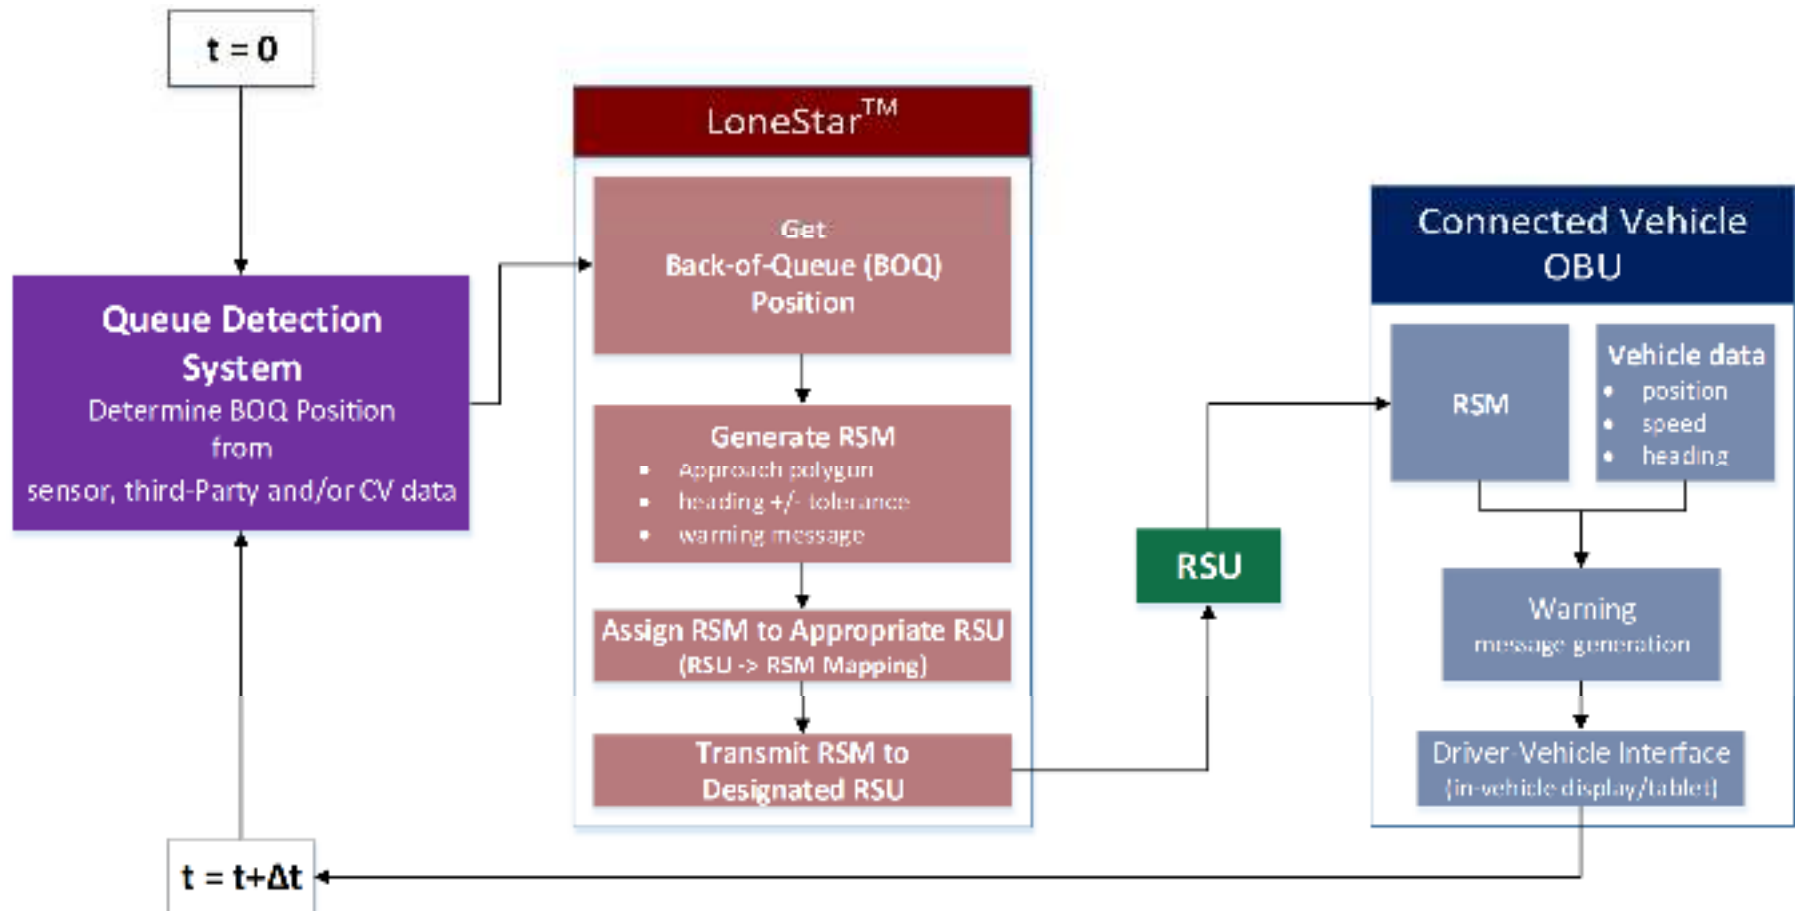 t = 0
LoneStar™
Get
Back-of-Queue (BOQ)
Position
Connected Vehicle
OBU
Queue Detection
System
Determine BOQ Position
from
sensor, third-Party and/or CV data
Generate RSM
• Approach polygon
• heading +/- tolerance
• warning message
RSM
Vehicle data
• position
• speed
• heading
RSU
Assign RSM to Appropriate RSU
(RSU -> RSM Mapping)
Warning
message generation
Transmit RSM to
Designated RSU
Driver-Vehicle Interface
(in-vehicle display/tablet)
t = t+Δt